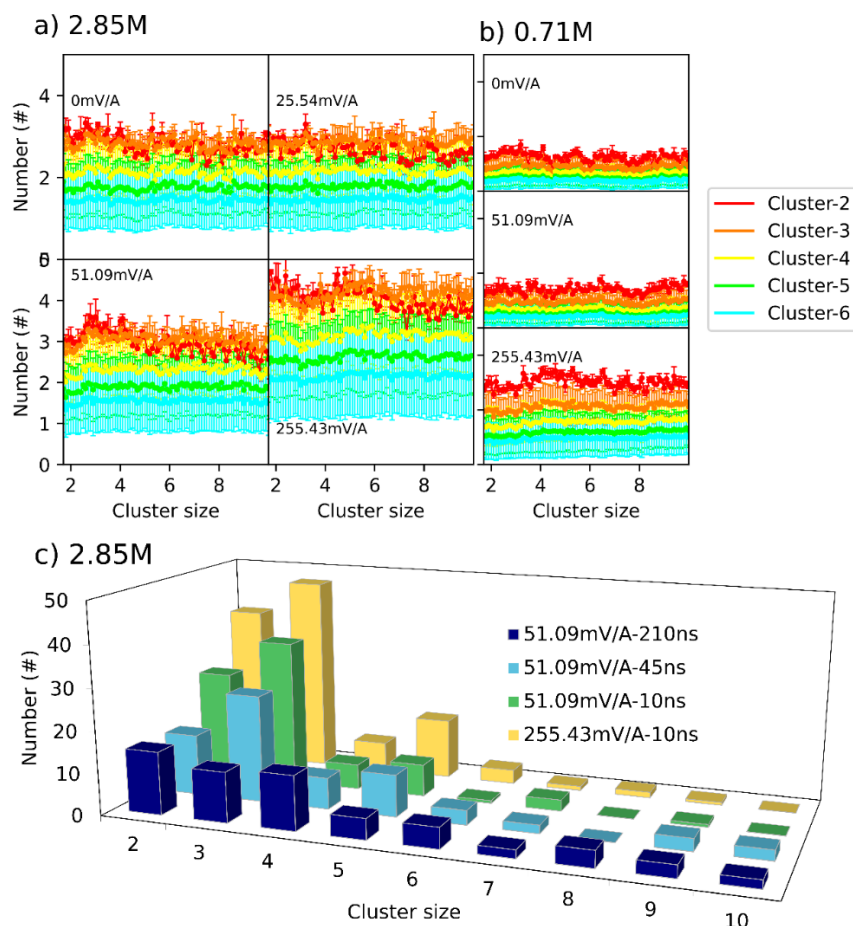 a) 2.85M
b) 0.71M
0mV/A
25.54mV/A
0mV/A
4
2
Number (#)
Cluster-2
Cluster-3
Cluster-4
Cluster-5
Cluster-6
51.09mV/A
51.09mV/A
5
4
3
2
1
0
Number (#)
255.43mV/A
255.43mV/A
2 4 6 8
2 4 6 8
2 4 6 8
Cluster size
Cluster size
Cluster size
c) 2.85M
50
40
30
20
10
0
Number (#)
51.09mV/A-210ns
51.09mV/A-45ns
51.09mV/A-10ns
255.43mV/A-10ns
2 3 4 5 6 7 8 9 10
Cluster size